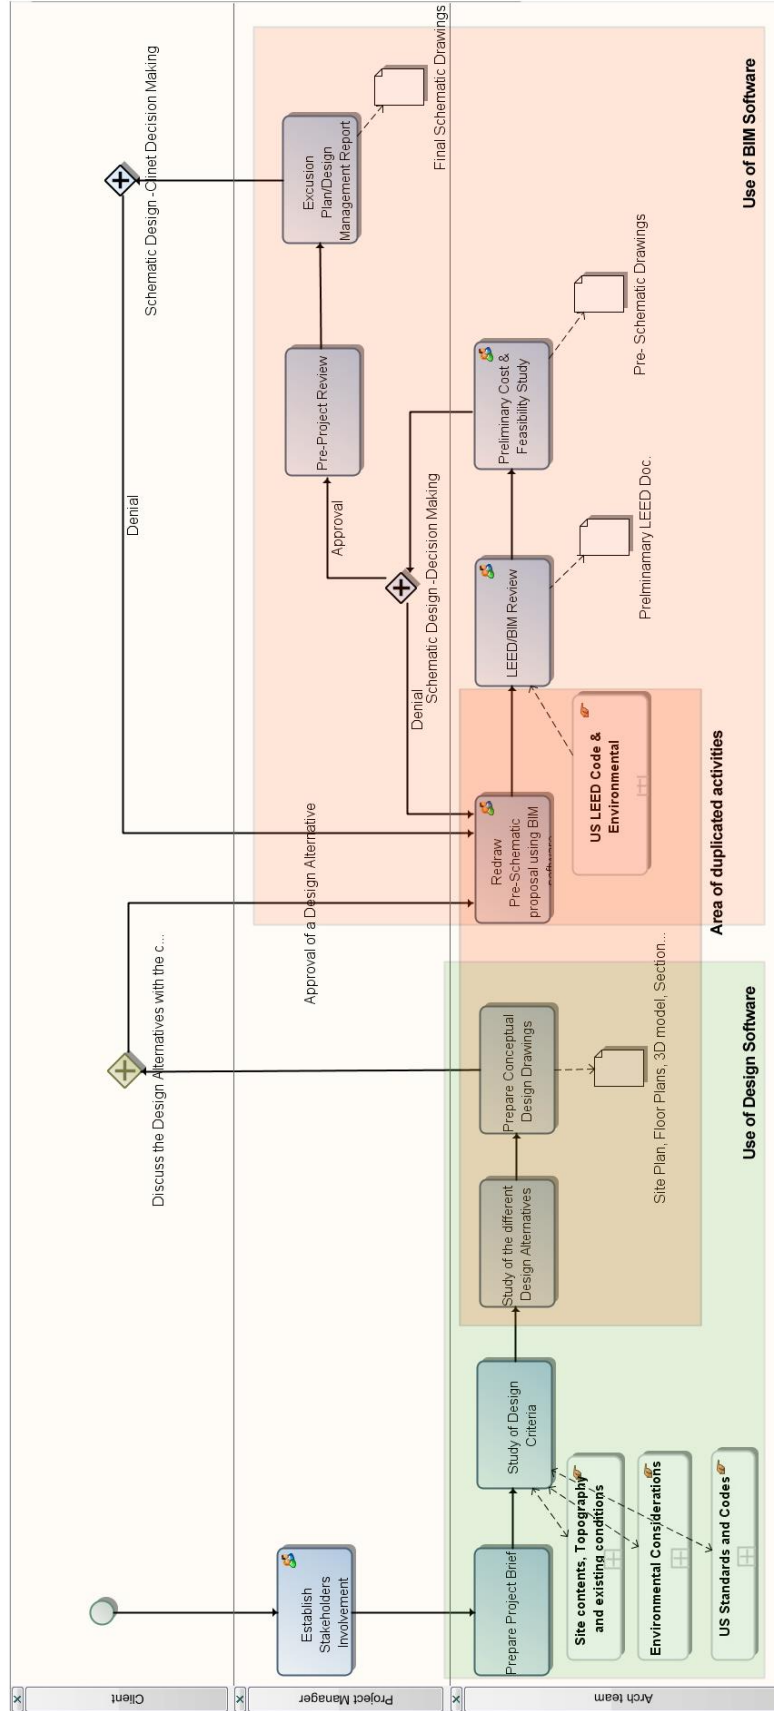 Client
Project Manager
Arch team
Establish
Stakeholders
Involvement
Prepare Project Brief
Study of Design
Criteria
Site contents, Topography
and existing conditions
Environmental Considerations
US Standards and Codes
Study of the different
Design Alternatives
Prepare Conceptual
Design Drawings
Site Plan, Floor Plans, 3D model, Section...
Use of Design Software
Discuss the Design Alternatives with the c...
Approval of a Design Alternative
Redraw
Pre-Schematic
proposal using BIM
software
US LEED Code &
Environmental
Area of duplicated activities
LEED/BIM Review
Prelminamary LEED Doc.
Preliminary Cost &
Feasibility Study
Pre- Schematic Drawings
Denial
Schematic Design -Decision Making
Approval
Pre-Project Review
Excusion
Plan/Design
Management Report
Final Schematic Drawings
Denial
Schematic Design -Clinet Decision Making
Use of BIM Software